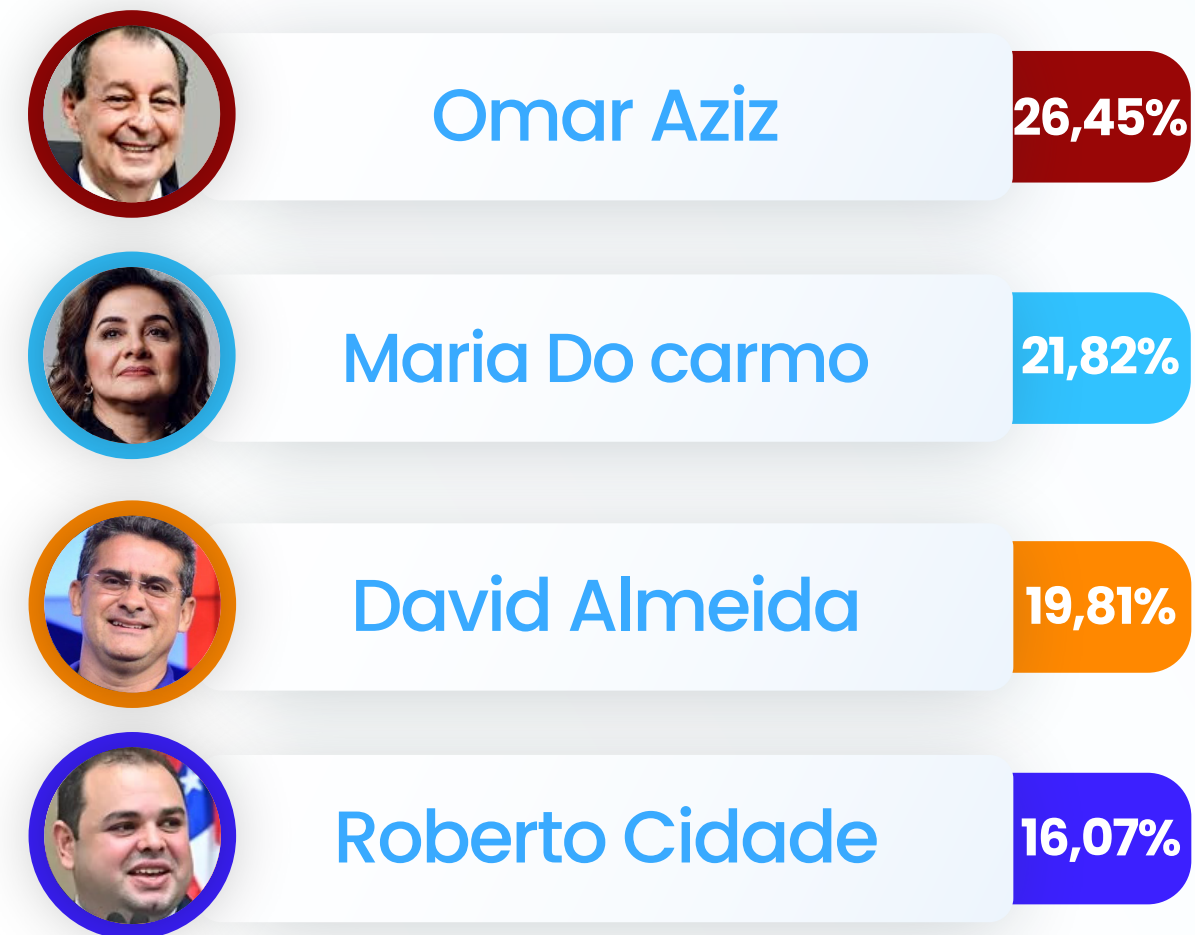 Omar Aziz
26,45%
Maria Do carmo
21,82%
David Almeida
19,81%
Roberto Cidade
16,07%